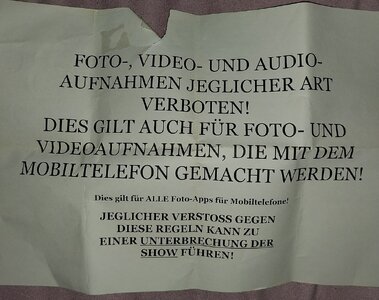 FOTO-, VIDEO- UND AUDIO-
AUFNAHMEN JEGLICHER ART
VERBOTEN!
DIES GILT AUCH FÜR FOTO- UND
VIDEOAUFNAHMEN, DIE MIT DEM
MOBILTELEFON GEMACHT WERDEN!
Dies gilt für ALLE Foto-Apps für Mobiltelefone!
JEGLICHER VERSTOSS GEGEN
DIESE REGELN KANN ZU
EINER UNTERBRECHUNG DER
SHOW FÜHREN!